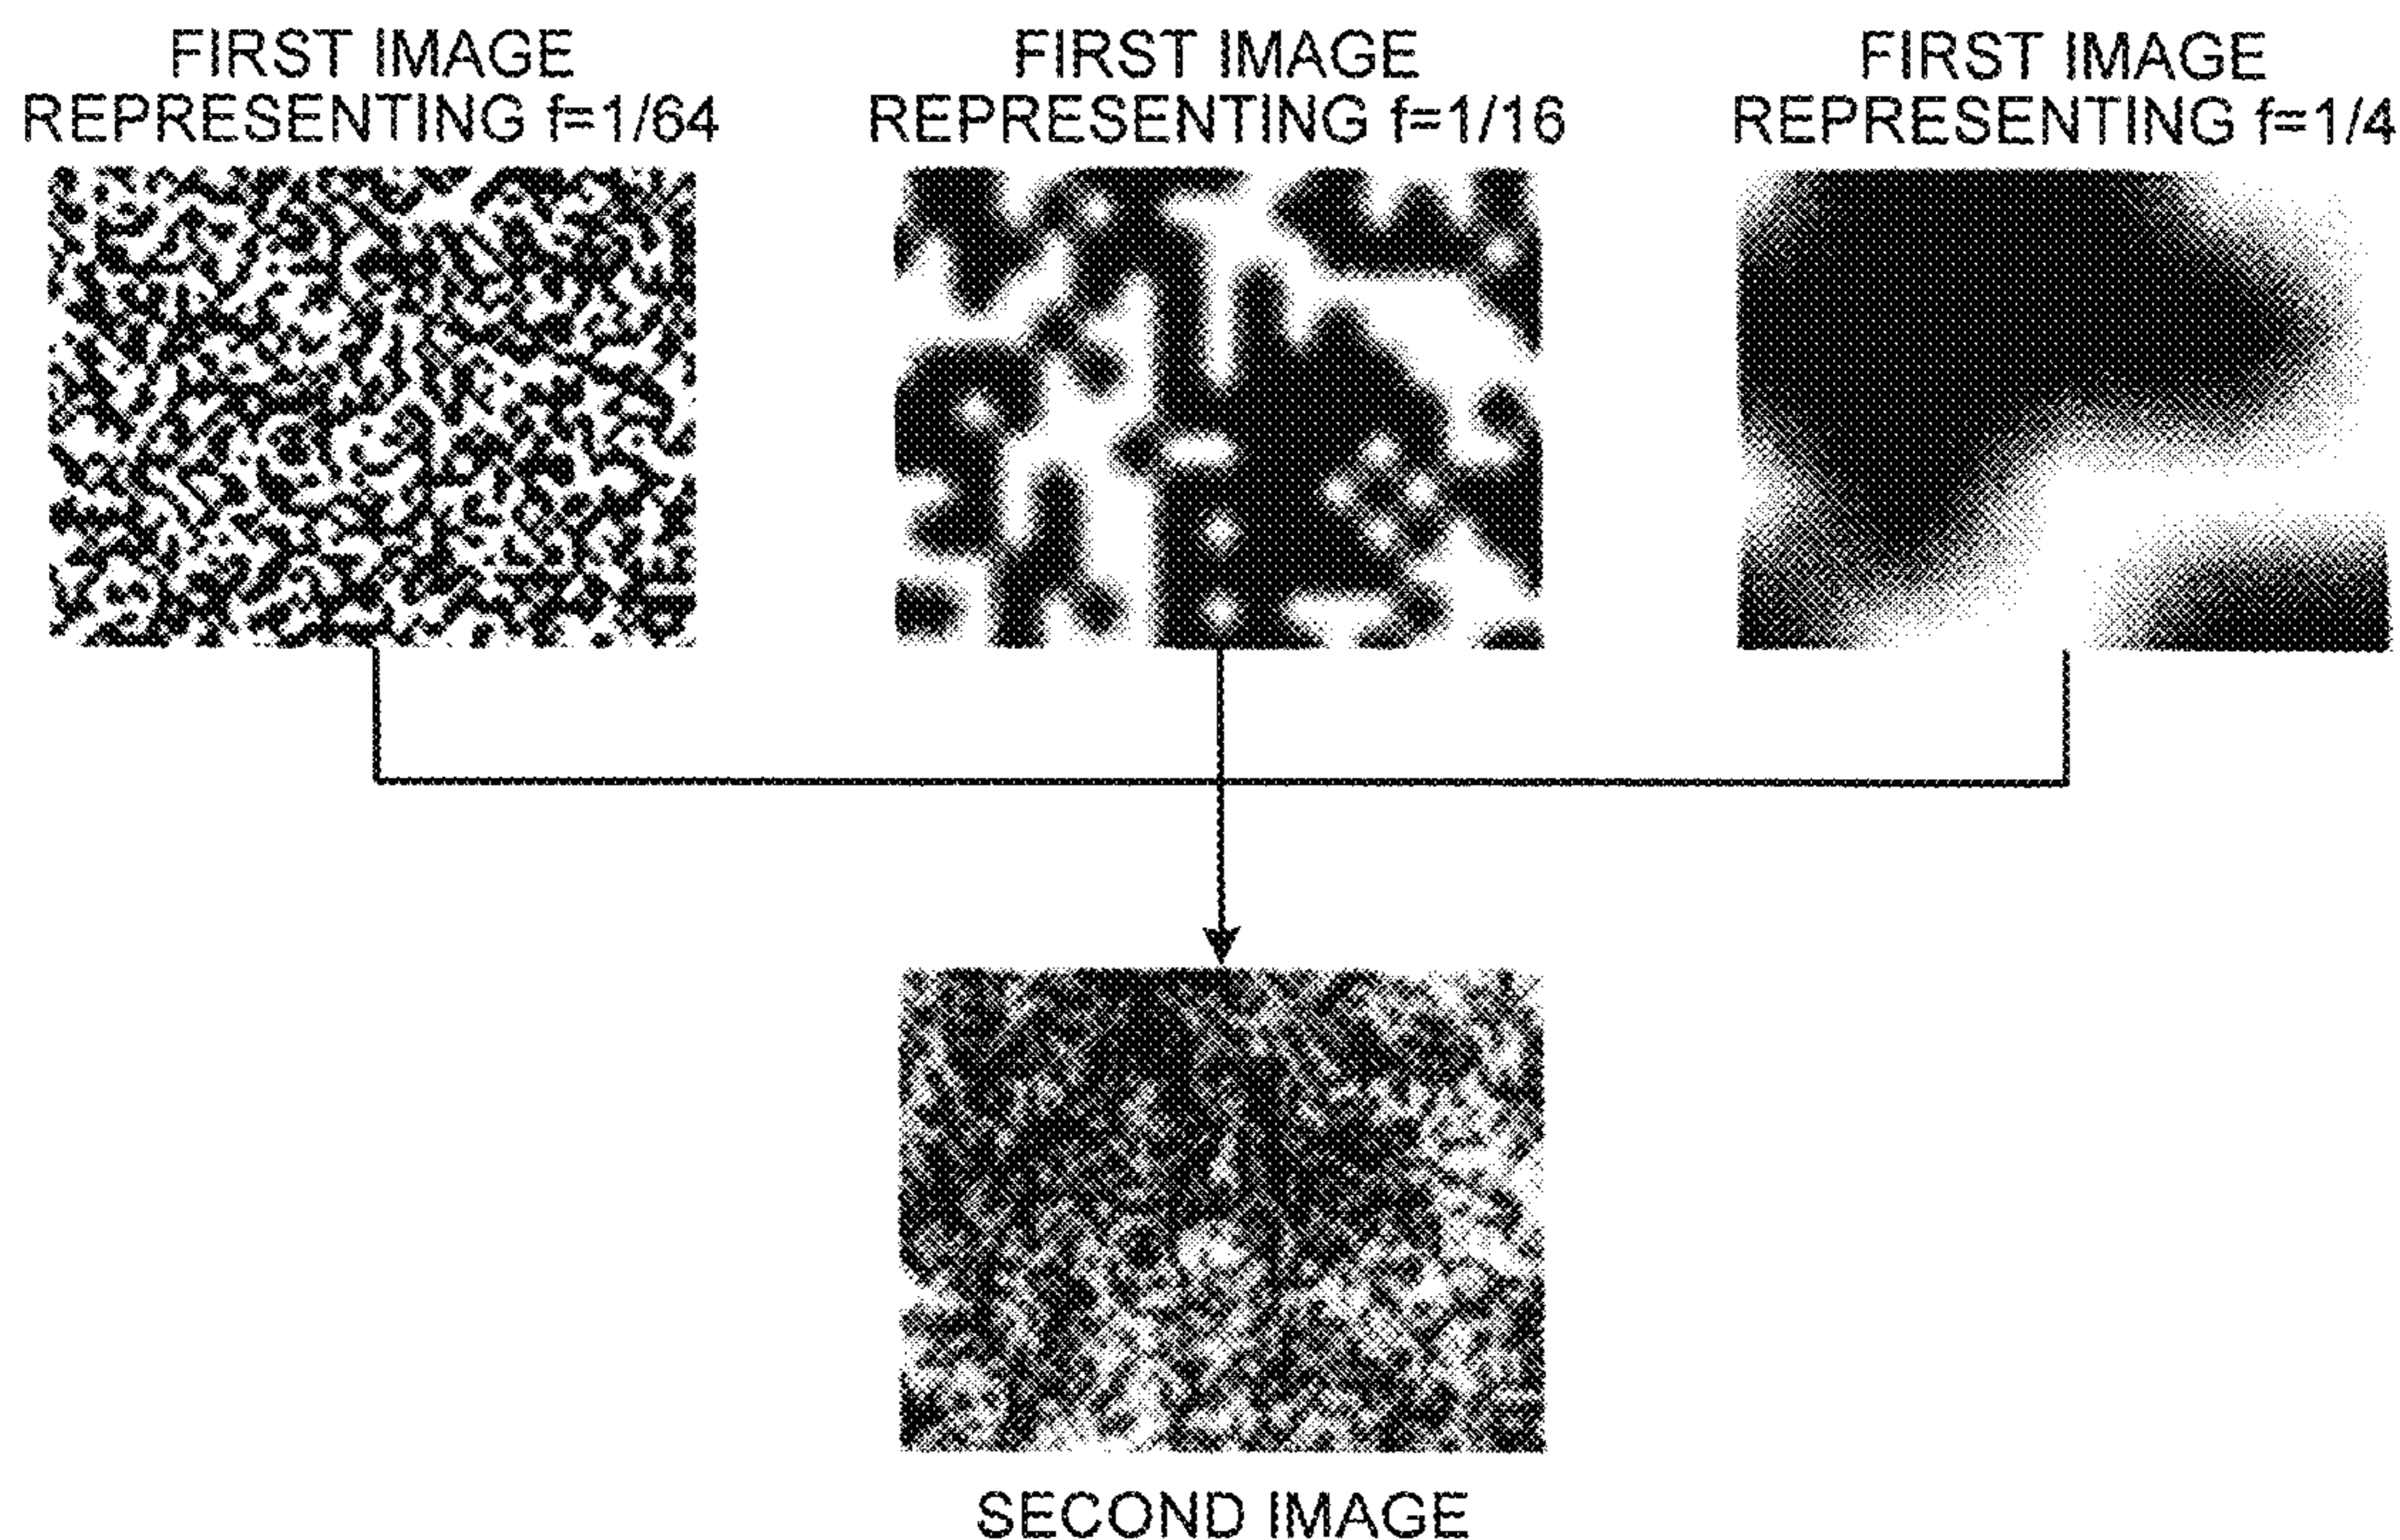 FIRST IMAGE
REPRESENTING f=1/64
FIRST IMAGE
REPRESENTING f=1/16
FIRST IMAGE
REPRESENTING f=1/4
SECOND IMAGE